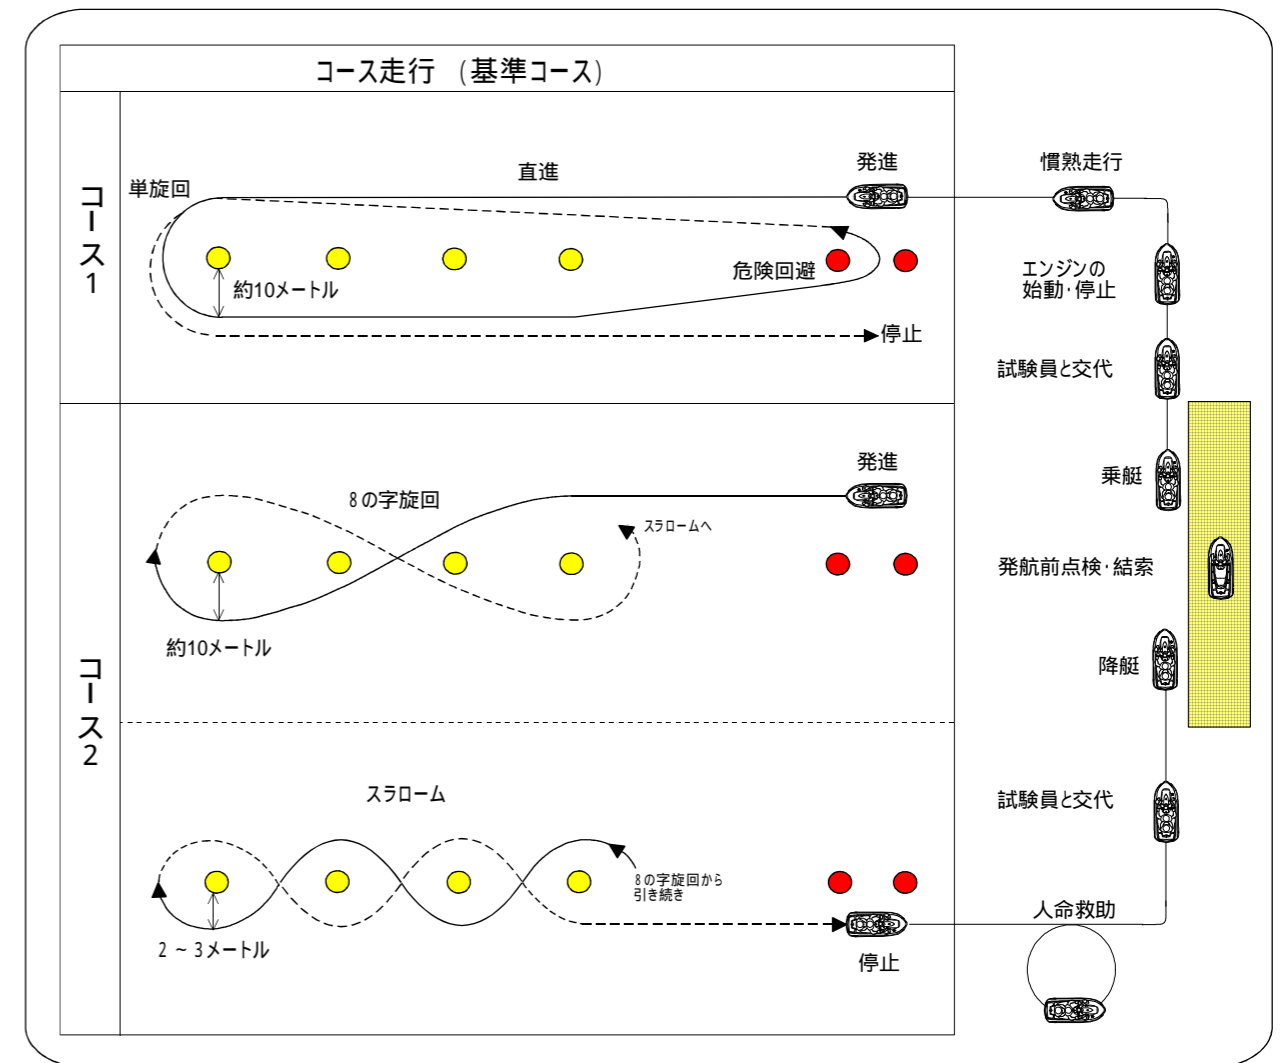 コース走行 (基準コース)
コース1
単旋回
直進
発進
約10メートル
危険回避
停止
慣熟走行
エンジンの
始動・停止
試験員と交代
乗艇
発航前点検・結索
降艇
試験員と交代
人命救助
コース2
8の字旋回
発進
スラロームへ
約10メートル
スラローム
8の字旋回から
引き続き
2~3メートル
停止